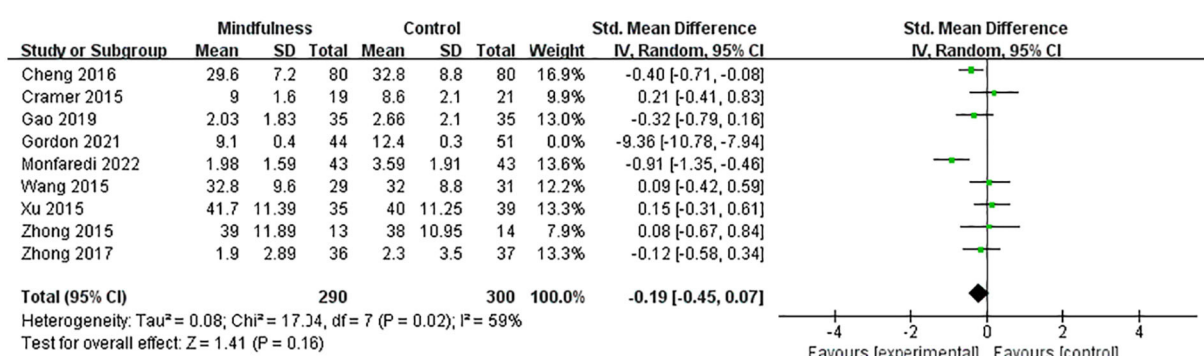 Mindfulness Control Std. Mean Difference Std. Mean Difference
Study or Subgroup Mean SD Total Mean SD Total Weight IV, Random, 95% CI IV, Random, 95% CI
Cheng 2016 29.6 7.2 80 32.8 8.8 80 16.9% -0.40 [-0.71, -0.08]
Cramer 2015 9 1.6 19 8.6 2.1 21 9.9% 0.21 [-0.41, 0.83]
Gao 2019 2.03 1.83 35 2.66 2.1 35 13.0% -0.32 [-0.79, 0.16]
Gordon 2021 9.1 0.4 44 12.4 0.3 51 0.0% -9.36 [-10.78, -7.94]
Monfaredi 2022 1.98 1.59 43 3.59 1.91 43 13.6% -0.91 [-1.35, -0.46]
Wang 2015 32.8 9.6 29 32 8.8 31 12.2% 0.09 [-0.42, 0.59]
Xu 2015 41.7 11.39 35 40 11.25 39 13.3% 0.15 [-0.31, 0.61]
Zhong 2015 39 11.89 13 38 10.95 14 7.9% 0.08 [-0.67, 0.84]
Zhong 2017 1.9 2.89 36 2.3 3.5 37 13.3% -0.12 [-0.58, 0.34]
Total (95% CI) 290 300 100.0% -0.19 [-0.45, 0.07]
Heterogeneity: Tau² = 0.08; Chi² = 17.04, df = 7 (P = 0.02); I² = 59%
Test for overall effect: Z = 1.41 (P = 0.16)
-4 -2 0 2 4
Favours [experimental] Favours [control]